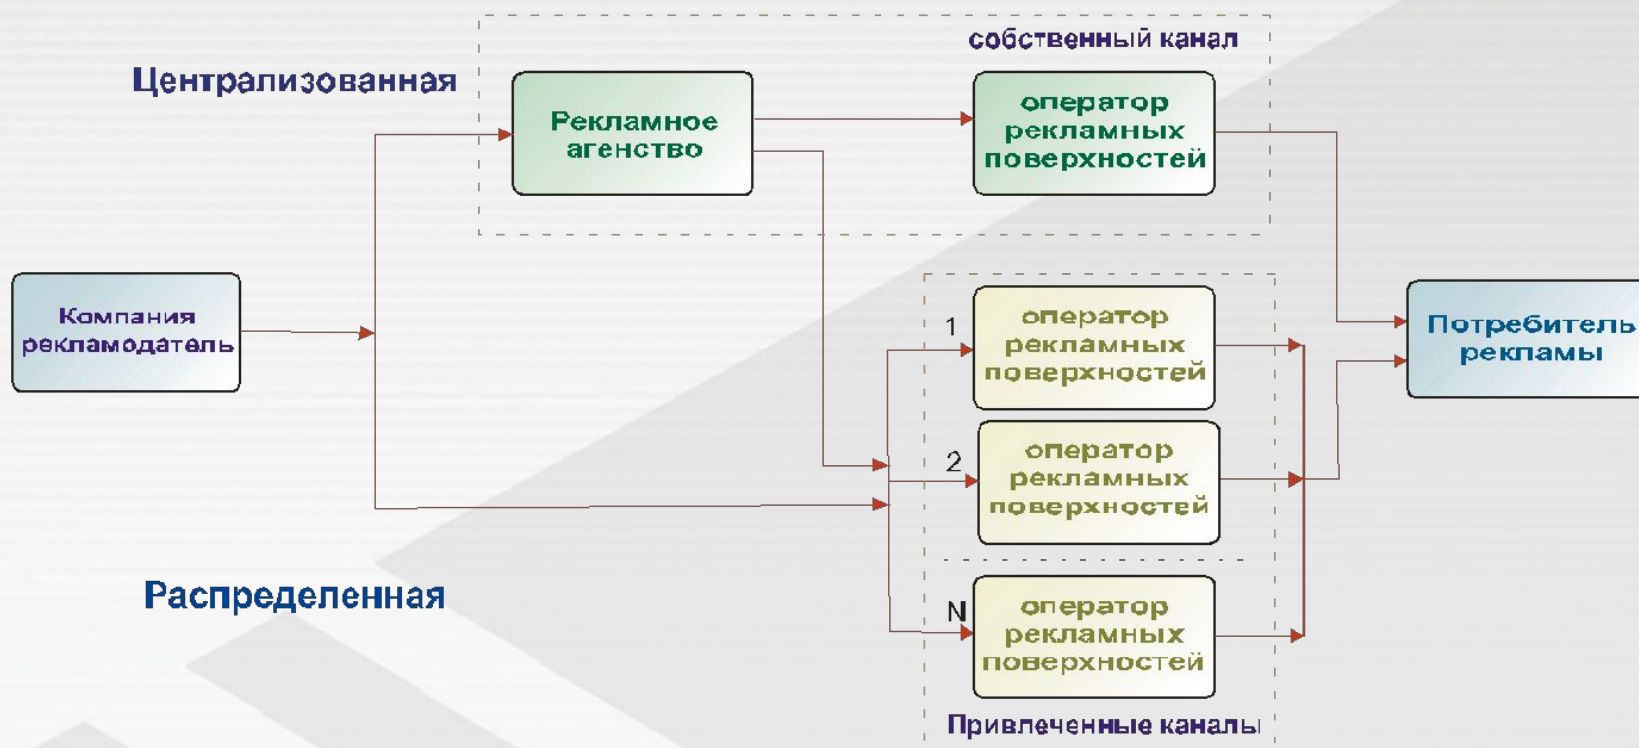 собственный канал
Централизованная
Рекламное
агенство
оператор
рекламных
поверхностей
Компания
рекламодатель
1
оператор
рекламных
поверхностей
Потребитель
рекламы
2
оператор
рекламных
поверхностей
Распределенная
N
оператор
рекламных
поверхностей
Привлеченные каналы